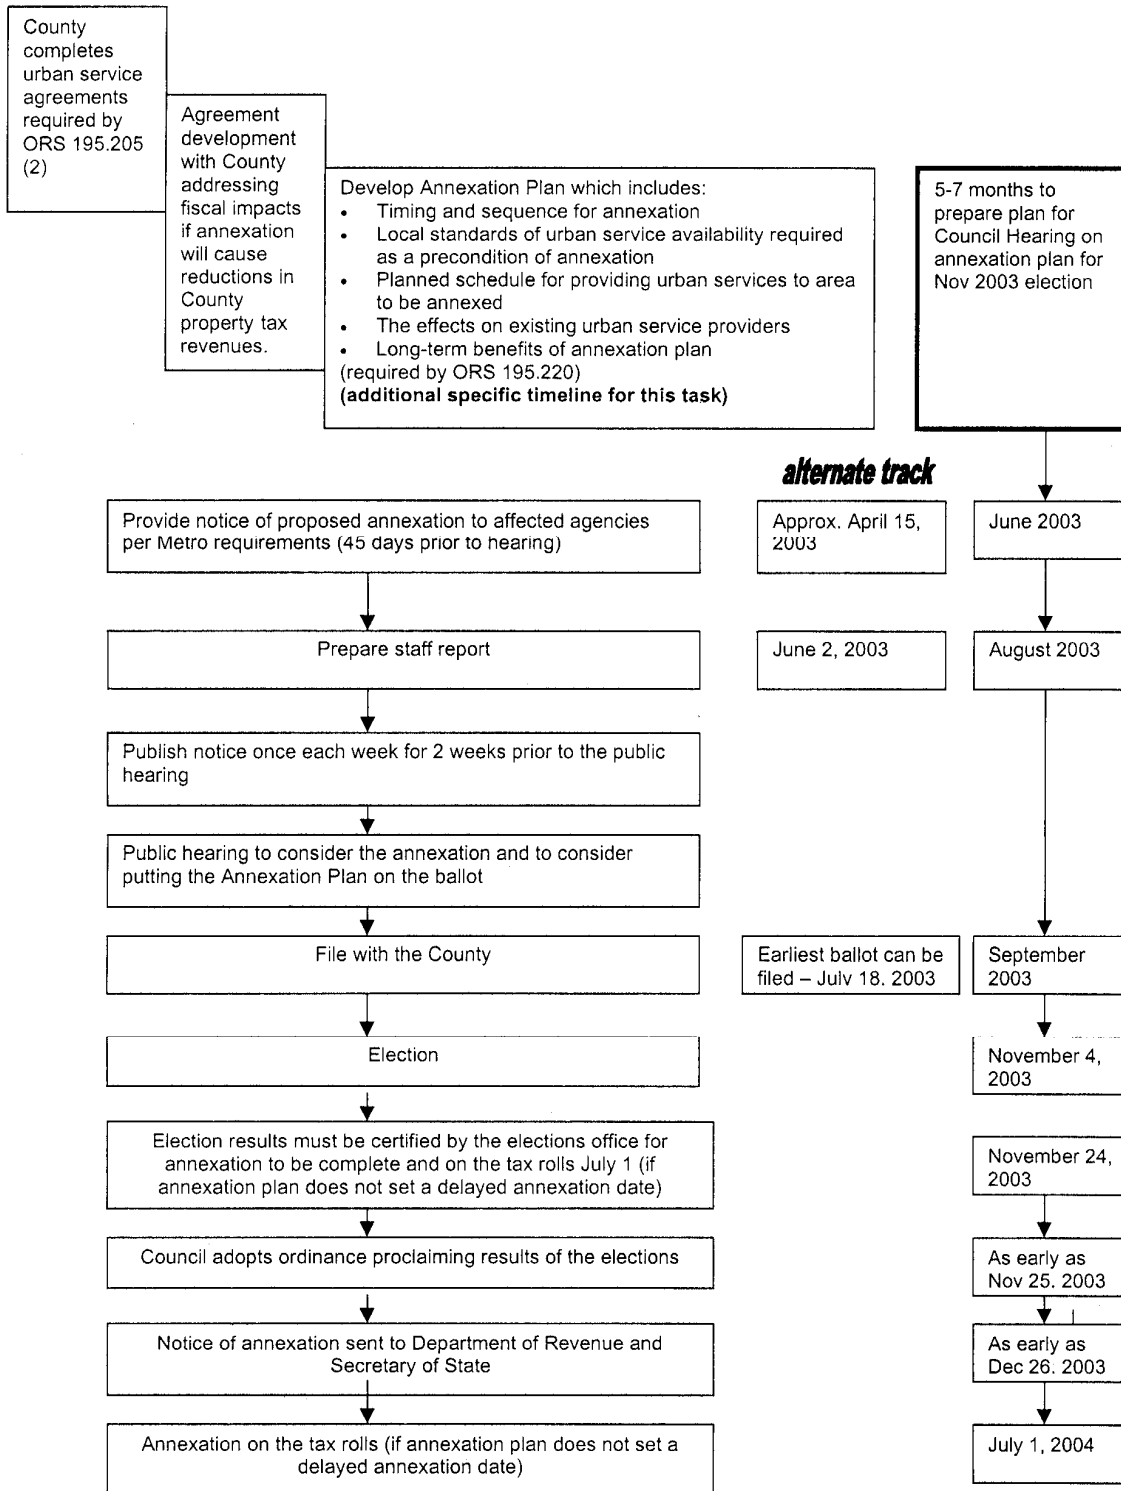 County
completes
urban service
agreements
required by
ORS 195.205
(2)
Agreement
development
with County
addressing
fiscal impacts
if annexation
will cause
reductions in
County
property tax
revenues.
Develop Annexation Plan which includes:
• Timing and sequence for annexation
• Local standards of urban service availability required
as a precondition of annexation
• Planned schedule for providing urban services to area
to be annexed
• The effects on existing urban service providers
• Long-term benefits of annexation plan
(required by ORS 195.220)
(additional specific timeline for this task)
5-7 months to
prepare plan for
Council Hearing on
annexation plan for
Nov 2003 election
alternate track
Provide notice of proposed annexation to affected agencies
per Metro requirements (45 days prior to hearing)
Approx. April 15,
2003
June 2003
Prepare staff report
June 2, 2003
August 2003
Publish notice once each week for 2 weeks prior to the public
hearing
Public hearing to consider the annexation and to consider
putting the Annexation Plan on the ballot
File with the County
Earliest ballot can be
filed – July 18, 2003
September
2003
Election
November 4,
2003
Election results must be certified by the elections office for
annexation to be complete and on the tax rolls July 1 (if
annexation plan does not set a delayed annexation date)
November 24,
2003
Council adopts ordinance proclaiming results of the elections
As early as
Nov 25, 2003
Notice of annexation sent to Department of Revenue and
Secretary of State
As early as
Dec 26, 2003
Annexation on the tax rolls (if annexation plan does not set a
delayed annexation date)
July 1, 2004